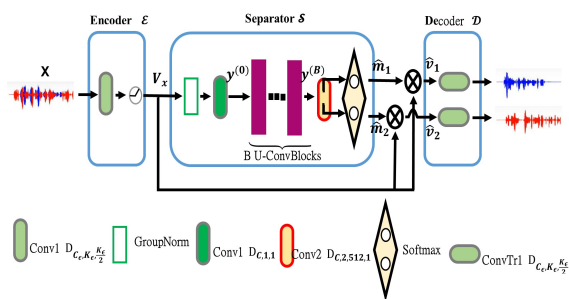 Encoder ℰ
Separator 𝓢
Decoder 𝒟
X
V_x
y^(0)
y^(B)
m̂_1
v̂_1
m̂_2
v̂_2
B U-ConvBlocks
Conv1 D_{C_ϵ,K_ϵ,K_ϵ/2}
GroupNorm
Conv1 D_{C,1,1}
Conv2 D_{C,2,512,1}
Softmax
ConvTr1 D_{C_ϵ,K_ϵ,K_ϵ/2}